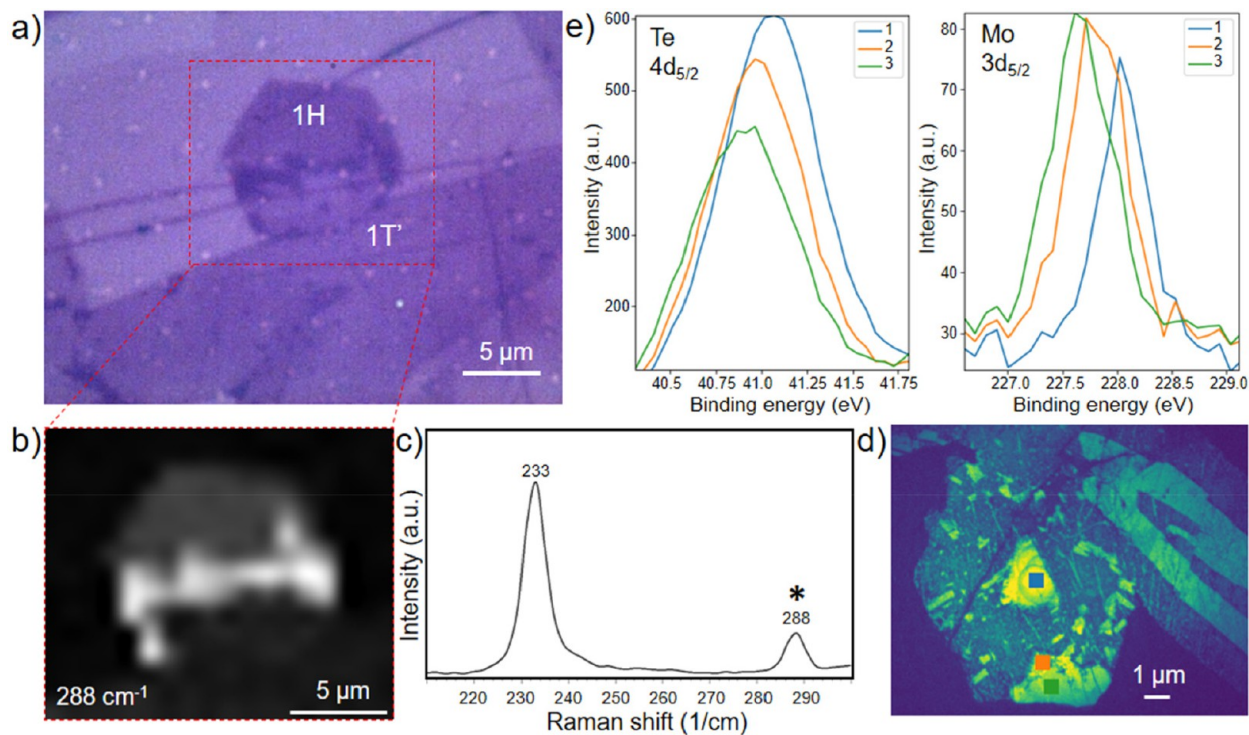 a)
1H
1T’
5 µm
e)
Te
4d5/2
1
2
3
600
500
400
300
200
Intensity (a.u.)
40.5 40.75 41.0 41.25 41.5 41.75
Binding energy (eV)
Mo
3d5/2
1
2
3
80
70
60
50
40
30
Intensity (a.u.)
227.0 227.5 228.0 228.5 229.0
Binding energy (eV)
b)
288 cm-1
5 µm
c)
233
*
288
Intensity (a.u.)
220 230 240 250 260 270 280 290
Raman shift (1/cm)
d)
1 µm